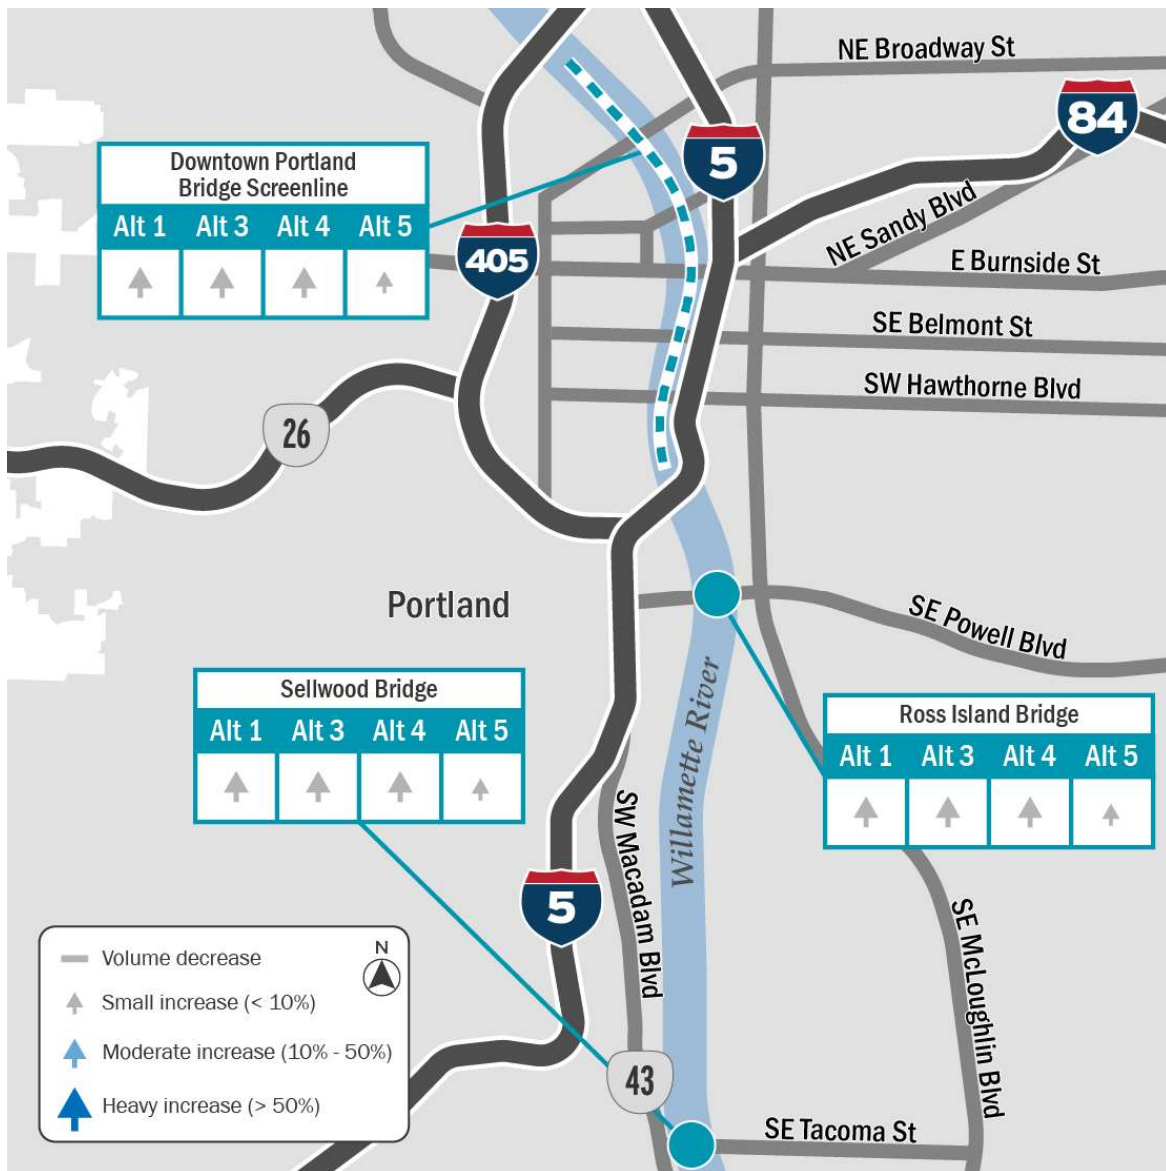 NE Broadway St
84
5
Downtown Portland
Bridge Screenline
Alt 1 Alt 3 Alt 4 Alt 5
NE Sandy Blvd
405
E Burnside St
SE Belmont St
SW Hawthorne Blvd
26
Portland
SE Powell Blvd
Willamette River
Sellwood Bridge
Alt 1 Alt 3 Alt 4 Alt 5
Ross Island Bridge
Alt 1 Alt 3 Alt 4 Alt 5
SW Macadam Blvd
5
SE McLoughlin Blvd
N
Volume decrease
Small increase (< 10%)
Moderate increase (10% - 50%)
Heavy increase (> 50%)
43
SE Tacoma St